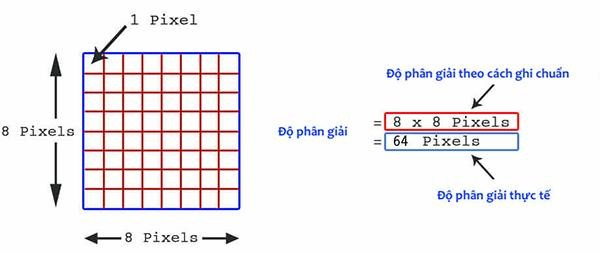 1 Pixel
8 Pixels
8 Pixels
Độ phân giải
Độ phân giải theo cách ghi chuẩn
= 8 x 8 Pixels
= 64 Pixels
Độ phân giải thực tế